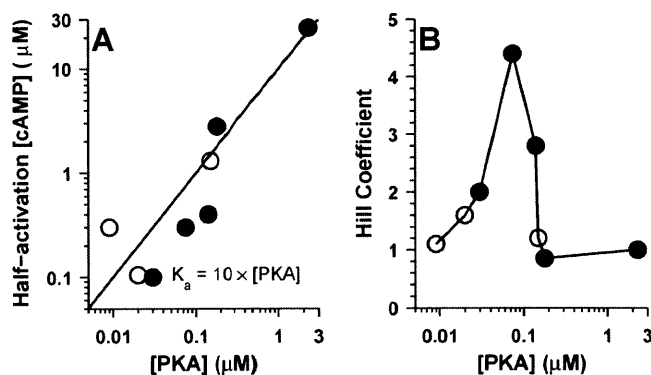 A
Half-activation [cAMP] ( μM)
30
10
1
0.1
Kₐ = 10 × [PKA]
0.01 0.1 1 3
[PKA] (μM)
B
Hill Coefficient
5
4
3
2
1
0
0.01 0.1 1 3
[PKA] (μM)